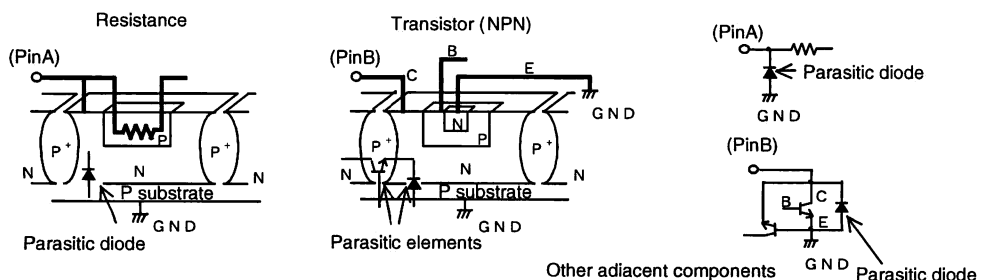 Resistance
(PinA)
P
P+
P+
N
N
N
P substrate
GND
Parasitic diode
Transistor (NPN)
(PinB)
C
B
E
GND
N
P
P+
P+
N
N
N
P substrate
GND
Parasitic elements
(PinA)
Parasitic diode
GND
(PinB)
C
B
E
GND
Parasitic diode
Other adjacent components